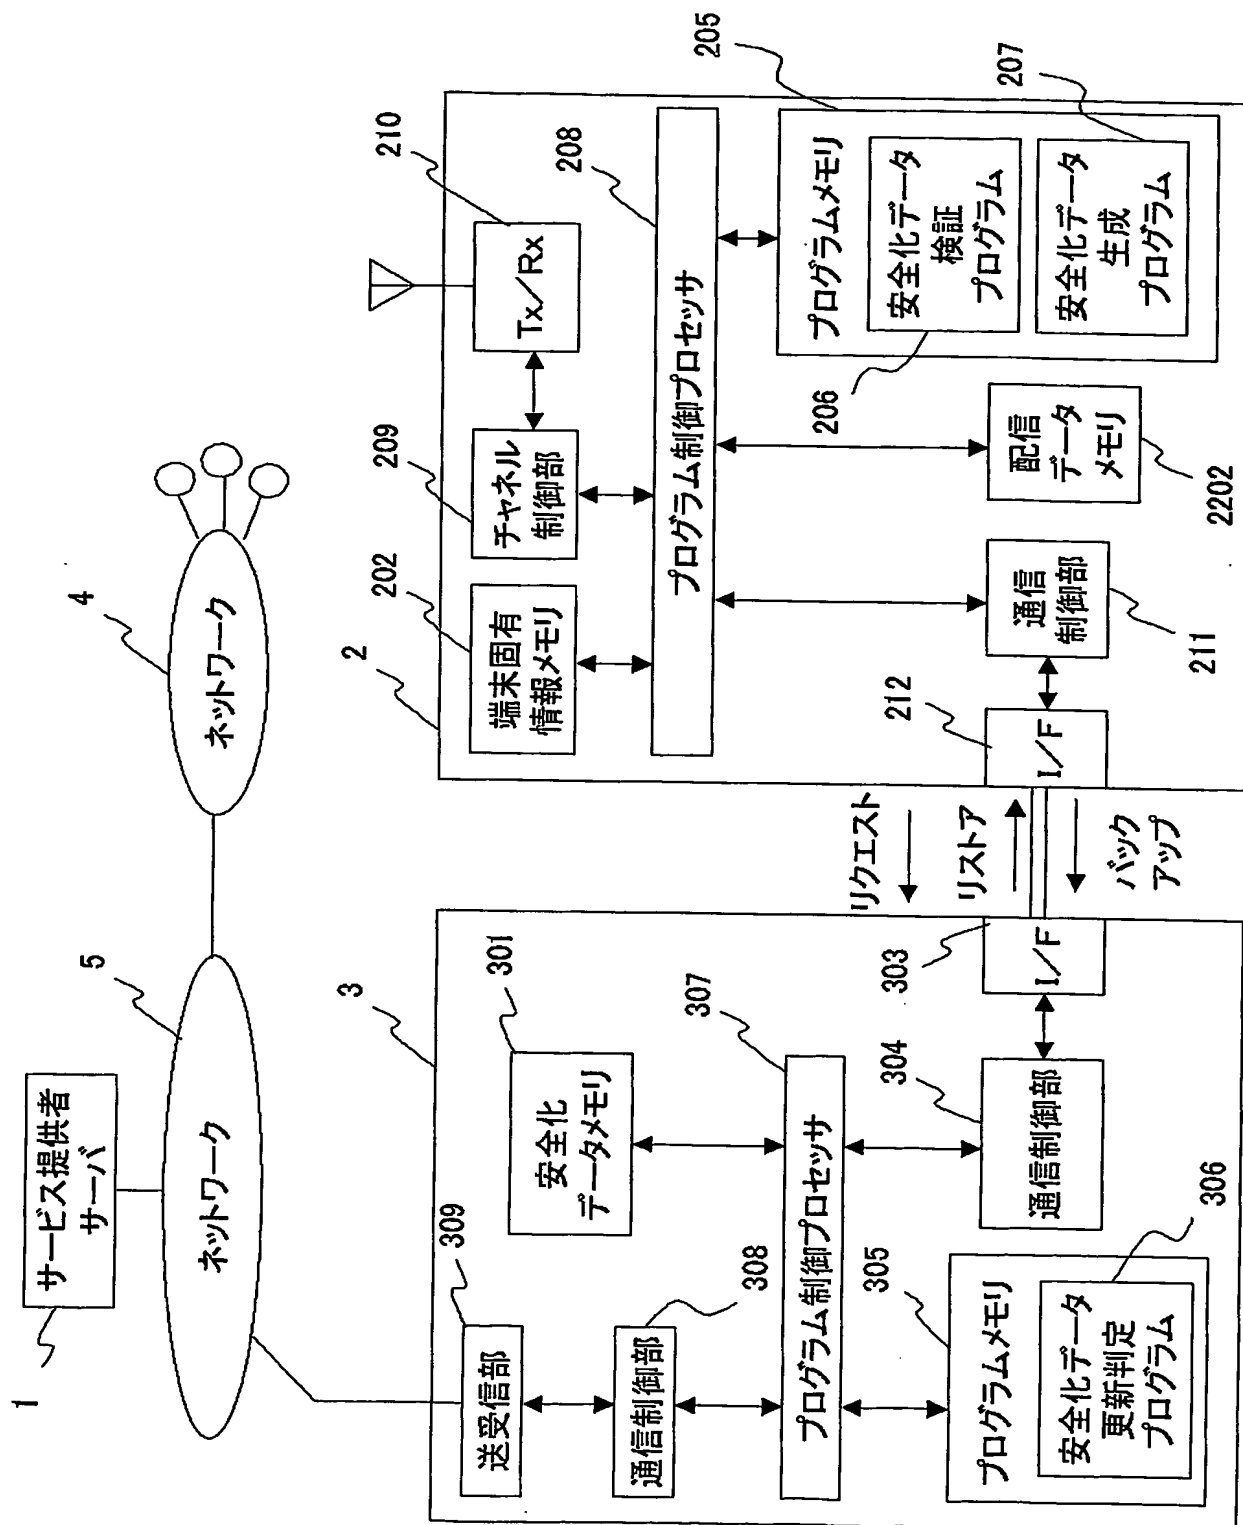 1
サービス提供者
サーバ
5
ネットワーク
4
ネットワーク
3
309
送受信部
308
通信制御部
301
安全化
データメモリ
307
プログラム制御プロセッサ
305
プログラムメモリ
306
安全化データ
更新判定
プログラム
304
通信制御部
303
I/F
リクエスト
リストア
バック
アップ
2
202
端末固有
情報メモリ
209
チャネル
制御部
210
Tx/Rx
208
プログラム制御プロセッサ
212
I/F
211
通信
制御部
2202
配信
データ
メモリ
205
プログラムメモリ
206
安全化データ
検証
プログラム
207
安全化データ
生成
プログラム